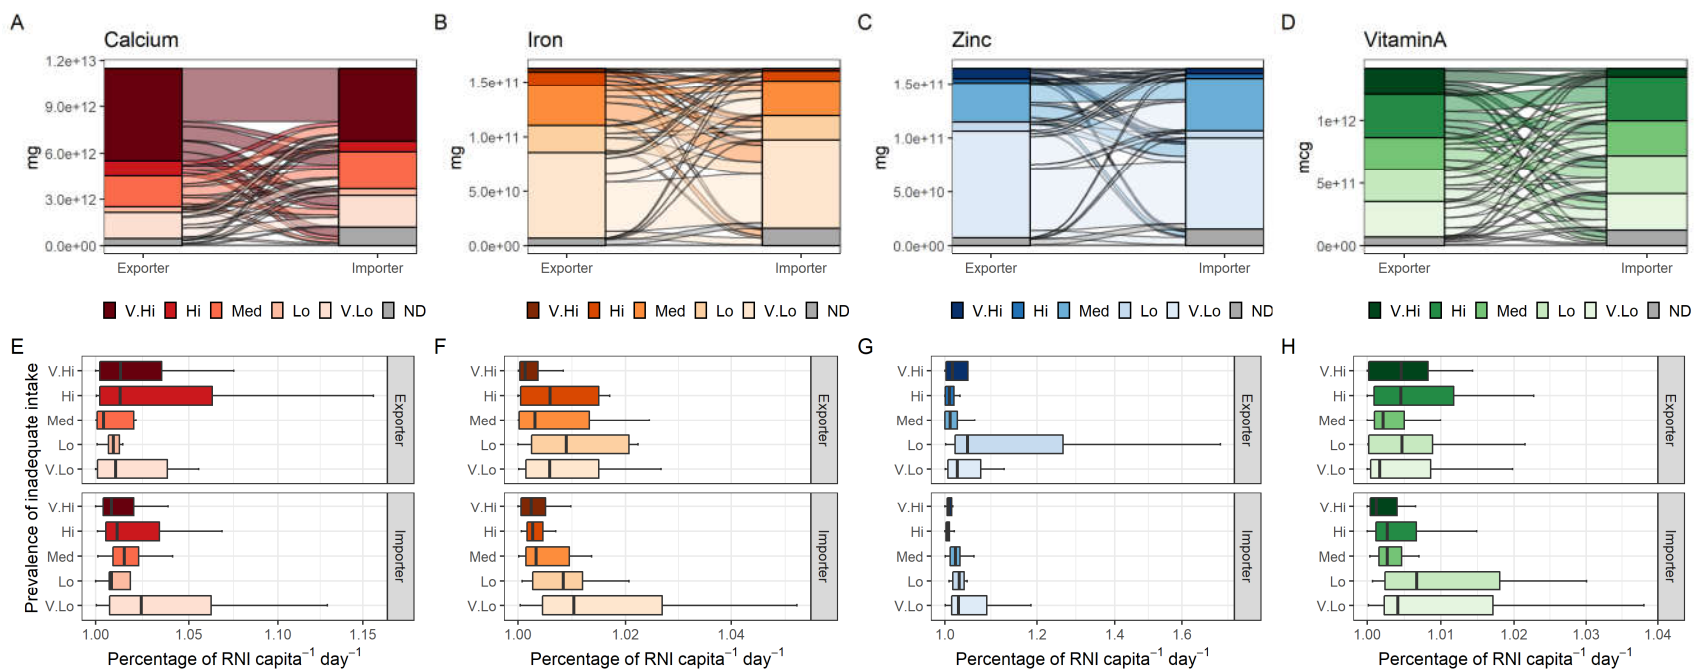 A
Calcium
1.2e+13
9.0e+12
6.0e+12
3.0e+12
0.0e+00
mg
Exporter
Importer
V.Hi Hi Med Lo V.Lo ND
B
Iron
1.5e+11
1.0e+11
5.0e+10
0.0e+00
mg
Exporter
Importer
V.Hi Hi Med Lo V.Lo ND
C
Zinc
1.5e+11
1.0e+11
5.0e+10
0.0e+00
mg
Exporter
Importer
V.Hi Hi Med Lo V.Lo ND
D
VitaminA
1e+12
5e+11
0e+00
mcg
Exporter
Importer
V.Hi Hi Med Lo V.Lo ND
E
Prevalence of inadequate intake
V.Hi
Hi
Med
Lo
V.Lo
Exporter
V.Hi
Hi
Med
Lo
V.Lo
Importer
1.00 1.05 1.10 1.15
Percentage of RNI capita⁻¹ day⁻¹
F
V.Hi
Hi
Med
Lo
V.Lo
Exporter
V.Hi
Hi
Med
Lo
V.Lo
Importer
1.00 1.02 1.04
Percentage of RNI capita⁻¹ day⁻¹
G
V.Hi
Hi
Med
Lo
V.Lo
Exporter
V.Hi
Hi
Med
Lo
V.Lo
Importer
1.0 1.2 1.4 1.6
Percentage of RNI capita⁻¹ day⁻¹
H
V.Hi
Hi
Med
Lo
V.Lo
Exporter
V.Hi
Hi
Med
Lo
V.Lo
Importer
1.00 1.01 1.02 1.03 1.04
Percentage of RNI capita⁻¹ day⁻¹